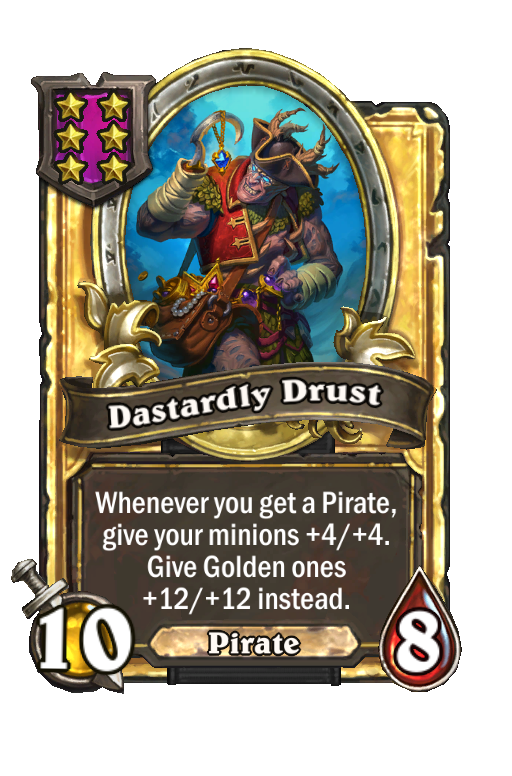 Dastardly Drust
Whenever you get a Pirate,
give your minions +4/+4.
Give Golden ones
+12/+12 instead.
10
Pirate
8